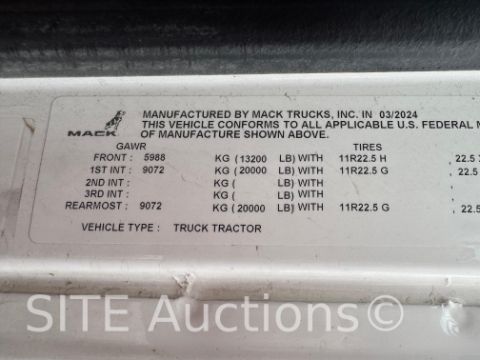 MANUFACTURED BY MACK TRUCKS, INC. IN 03/2024
THIS VEHICLE CONFORMS TO ALL APPLICABLE U.S. FEDERAL
MACK OF MANUFACTURE SHOWN ABOVE.
GAWR TIRES
FRONT : 5988 KG ( 13200 LB) WITH 11R22.5 H , 22.5
1ST INT : 9072 KG ( 20000 LB) WITH 11R22.5 G , 22.5
2ND INT : KG ( LB) WITH ,
3RD INT : KG ( LB) WITH ,
REARMOST : 9072 KG ( 20000 LB) WITH 11R22.5 G , 22.5
VEHICLE TYPE : TRUCK TRACTOR
SITE Auctions(.com)